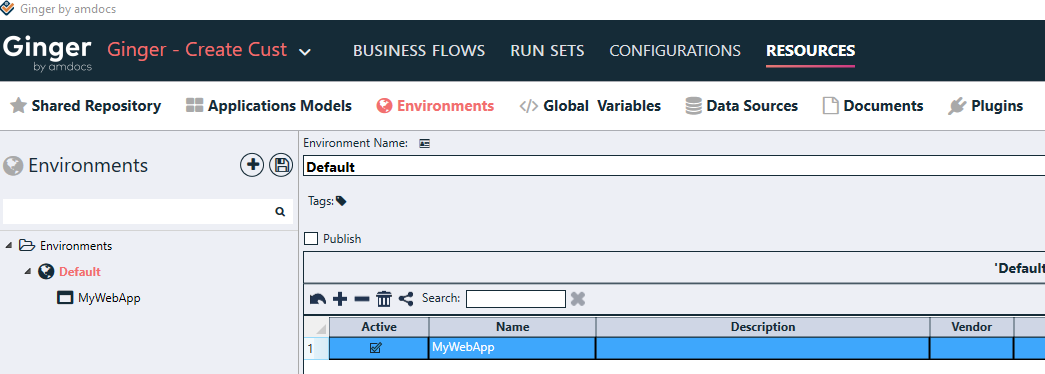 Ginger by amdocs
Ginger
by amdocs
Ginger - Create Cust
BUSINESS FLOWS RUN SETS CONFIGURATIONS RESOURCES
Shared Repository Applications Models Environments Global Variables Data Sources Documents Plugins
Environments
Environments
Default
MyWebApp
Environment Name:
Default
Tags:
Publish
'Default
Search:
Active Name Description Vendor
1 MyWebApp